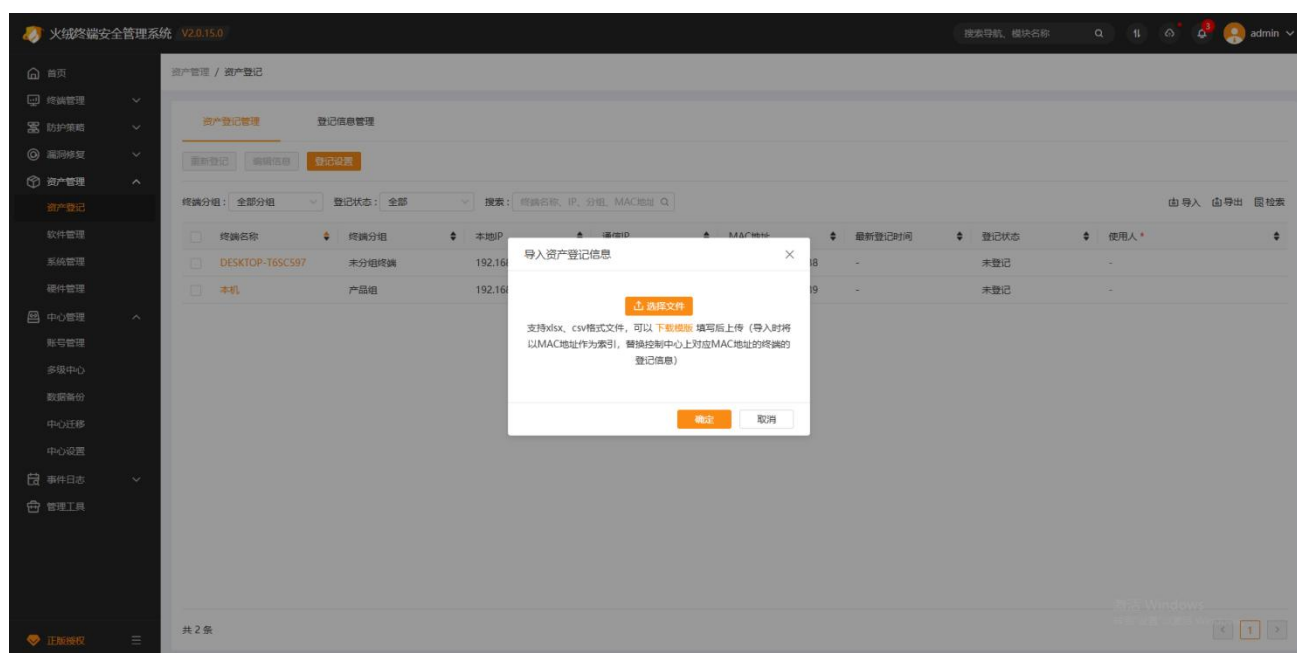 火绒终端安全管理系统 V2.0.15.0
搜索导航、模块名称
3
admin
首页
终端管理
防护策略
漏洞修复
资产管理
资产登记
软件管理
系统管理
硬件管理
中心管理
账号管理
多级中心
数据备份
中心迁移
中心设置
事件日志
管理工具
正版授权
资产管理 / 资产登记
资产登记管理 登记信息管理
重新登记 编辑信息 登记设置
终端分组： 全部分组 登记状态： 全部 搜索： 终端名称、IP、分组、MAC地址 导入 导出 检索
终端名称 终端分组 本地IP 通信IP MAC地址 最新登记时间 登记状态 使用人 *
DESKTOP-T6SC597 未分组终端 192.16 38 - 未登记 -
本机 产品组 192.16 39 - 未登记 -
导入资产登记信息
选择文件
支持xlsx、csv格式文件，可以 下载模版 填写后上传（导入时将
以MAC地址作为索引，替换控制中心上对应MAC地址的终端的
登记信息）
确定 取消
激活 Windows
共 2 条
1